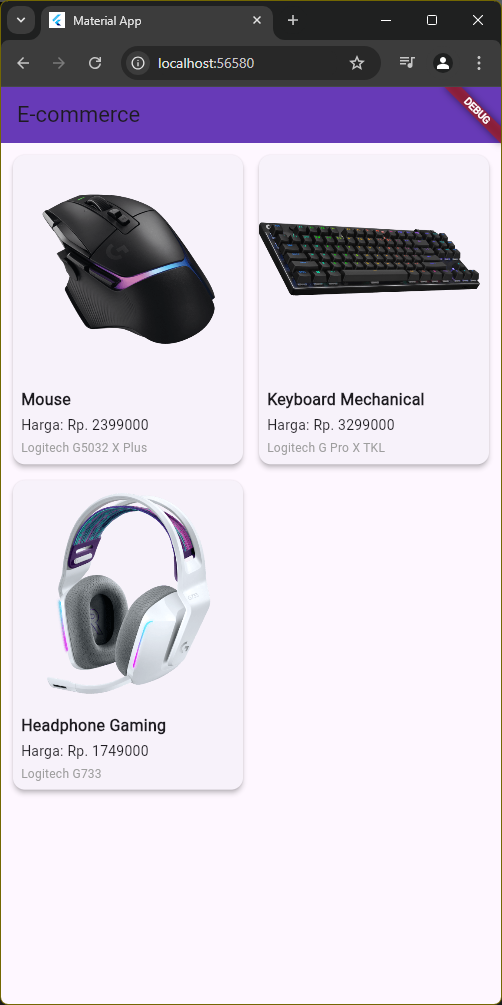 Material App
localhost:56580
E-commerce
DEBUG
Mouse
Harga: Rp. 2399000
Logitech G5032 X Plus
Keyboard Mechanical
Harga: Rp. 3299000
Logitech G Pro X TKL
Headphone Gaming
Harga: Rp. 1749000
Logitech G733